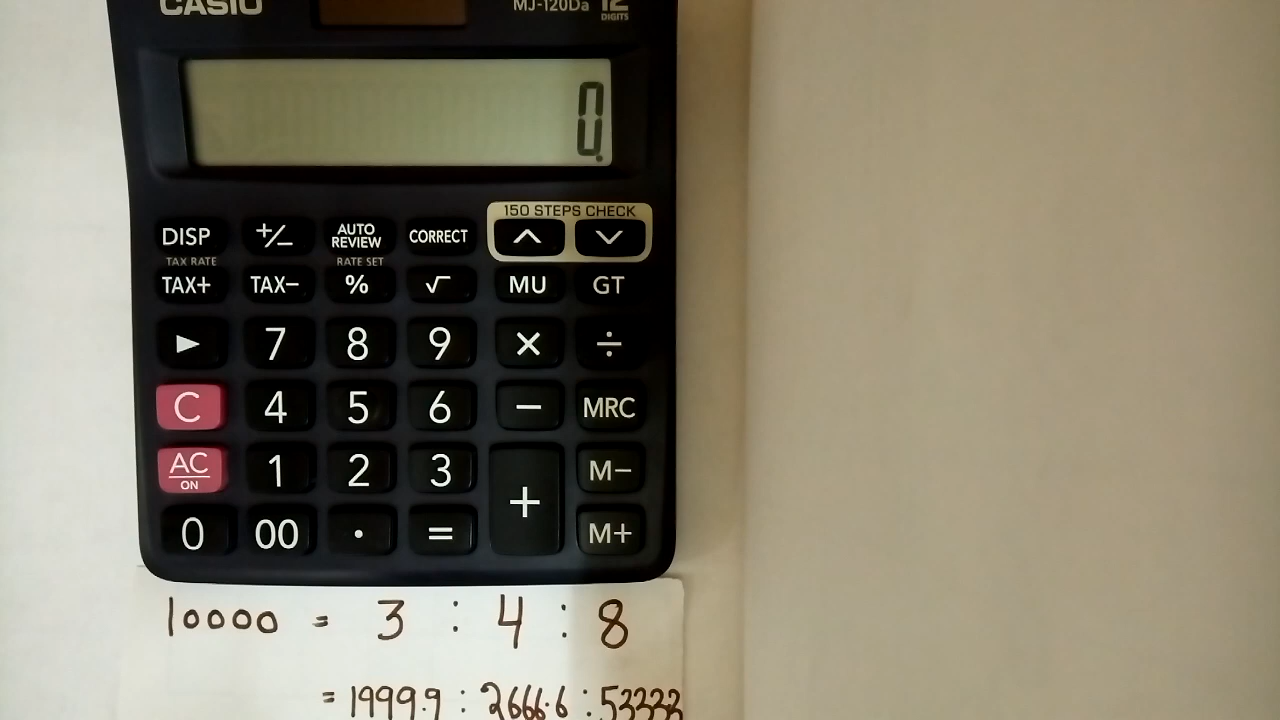 CASIO MJ-120Da 12
DIGITS
0.
150 STEPS CHECK
DISP +/− AUTO REVIEW CORRECT
TAX RATE RATE SET
TAX+ TAX− % √ MU GT
7 8 9 × ÷
C 4 5 6 − MRC
AC ON 1 2 3 + M−
0 00 · = M+
10000 = 3 : 4 : 8
= 1999.9 : 2666.6 : 53333